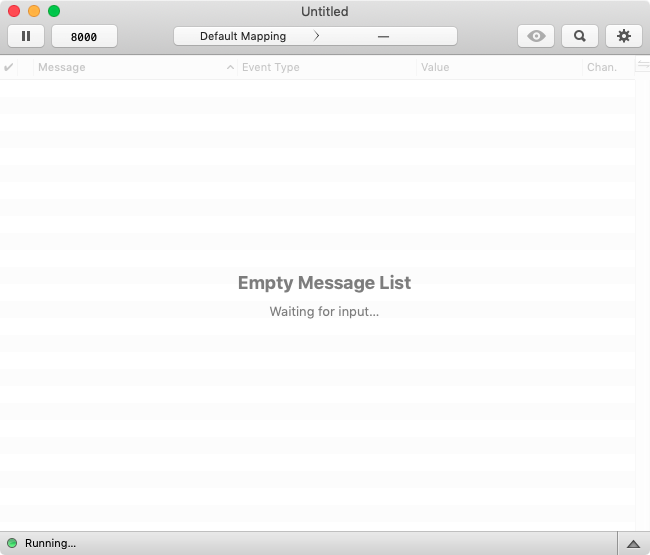 Untitled
8000
Default Mapping
—
✔ Message Event Type Value Chan.
Empty Message List
Waiting for input...
Running...